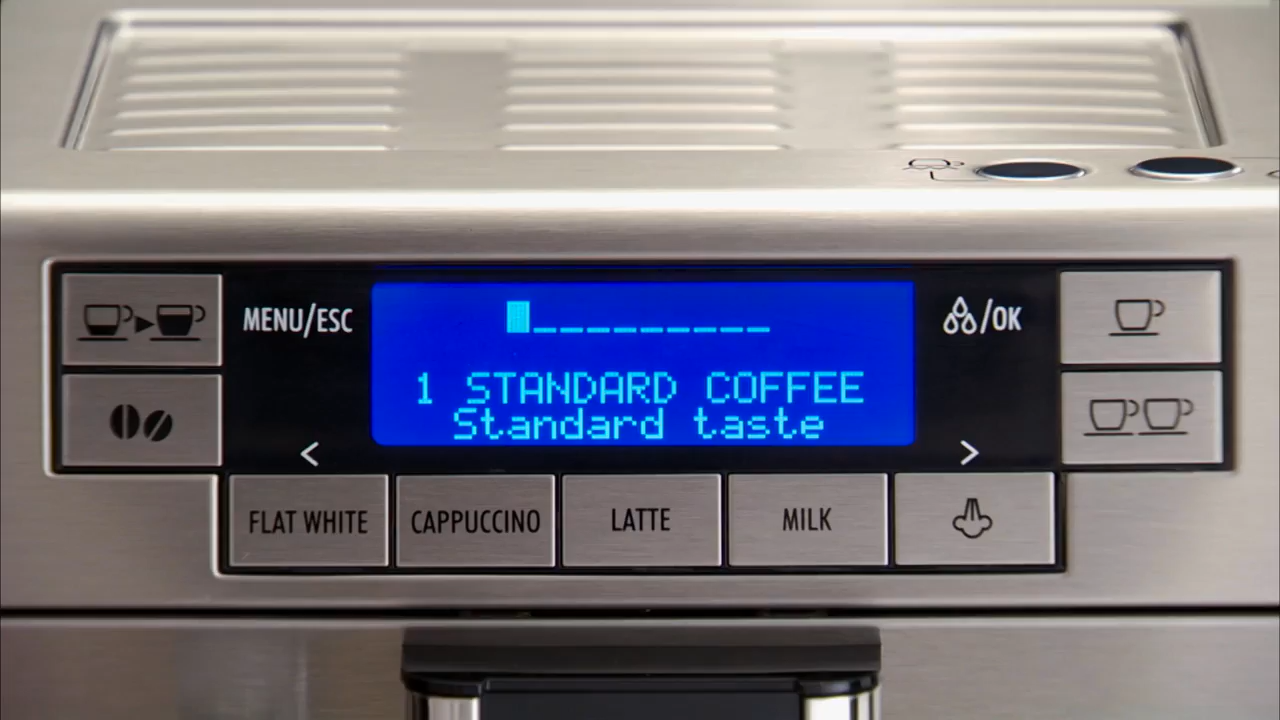 MENU/ESC
/OK
1 STANDARD COFFEE
Standard taste
<
>
FLAT WHITE
CAPPUCCINO
LATTE
MILK